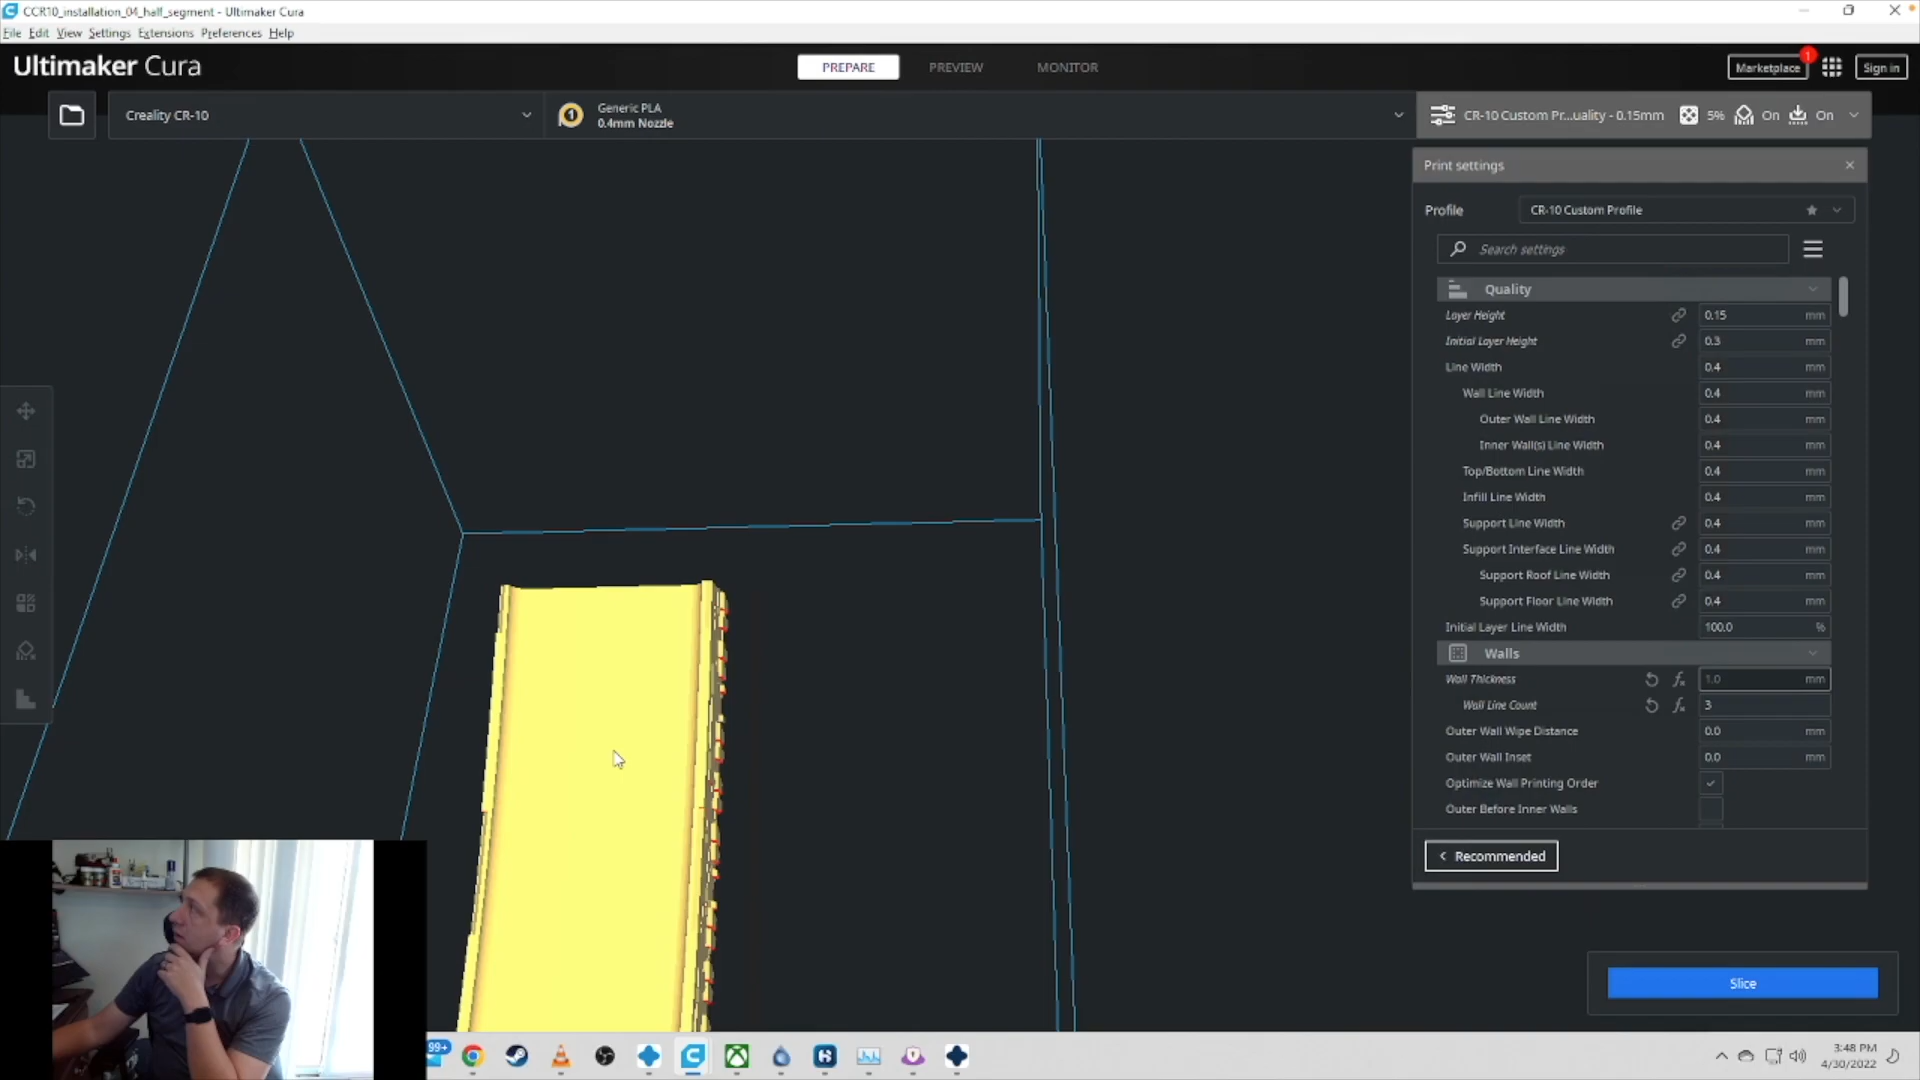 CCR10_installation_04_half_segment - Ultimaker Cura
File Edit View Settings Extensions Preferences Help
Ultimaker Cura
PREPARE PREVIEW MONITOR
Marketplace 1 Sign in
Creality CR-10
1 Generic PLA
0.4mm Nozzle
CR-10 Custom Pr...uality - 0.15mm 5% On On
Print settings
Profile CR-10 Custom Profile
Search settings
Quality
Layer Height 0.15 mm
Initial Layer Height 0.3 mm
Line Width 0.4 mm
Wall Line Width 0.4 mm
Outer Wall Line Width 0.4 mm
Inner Wall(s) Line Width 0.4 mm
Top/Bottom Line Width 0.4 mm
Infill Line Width 0.4 mm
Support Line Width 0.4 mm
Support Interface Line Width 0.4 mm
Support Roof Line Width 0.4 mm
Support Floor Line Width 0.4 mm
Initial Layer Line Width 100.0 %
Walls
Wall Thickness 1.0 mm
Wall Line Count 3
Outer Wall Wipe Distance 0.0 mm
Outer Wall Inset 0.0 mm
Optimize Wall Printing Order
Outer Before Inner Walls
Recommended
Slice
99+
3:48 PM
4/30/2022